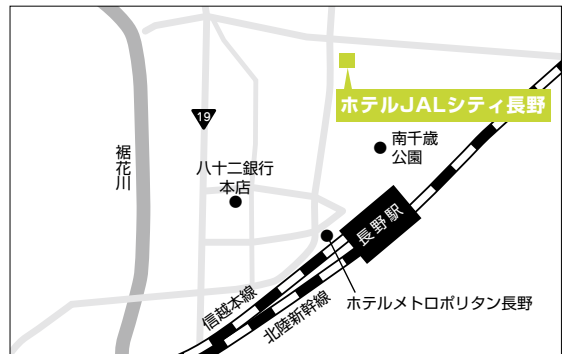 ホテルJALシティ長野
19
南千歳
公園
裾花川
八十二銀行
本店
長野駅
ホテルメトロポリタン長野
信越本線
北陸新幹線